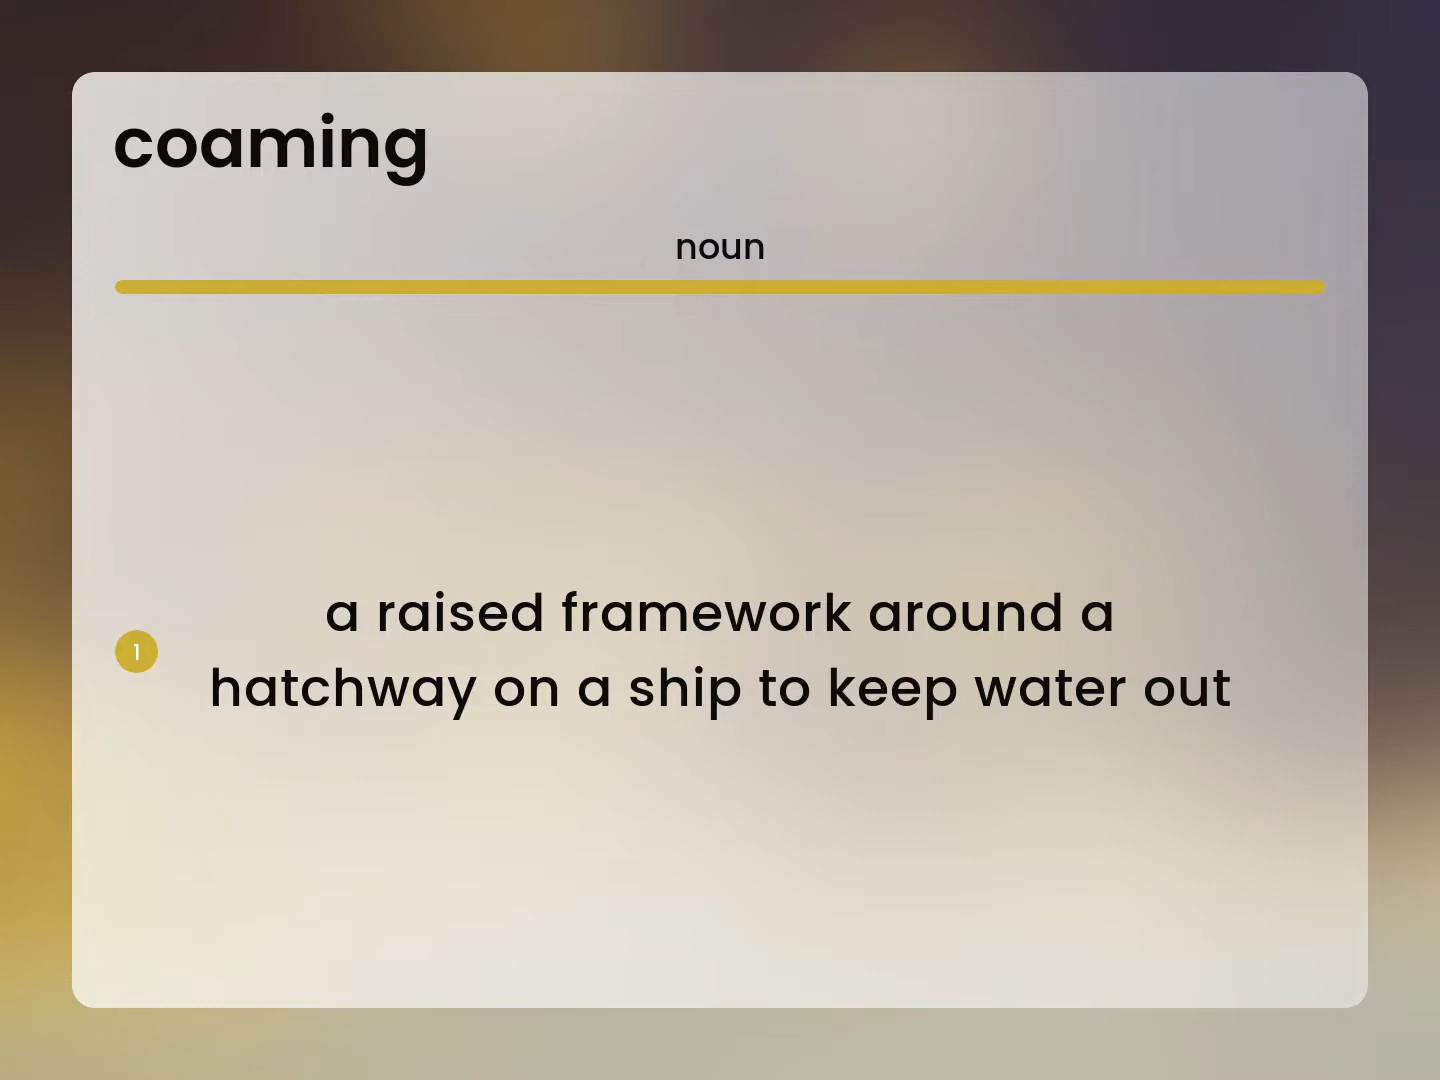 coaming
noun
1
a raised framework around a
hatchway on a ship to keep water out